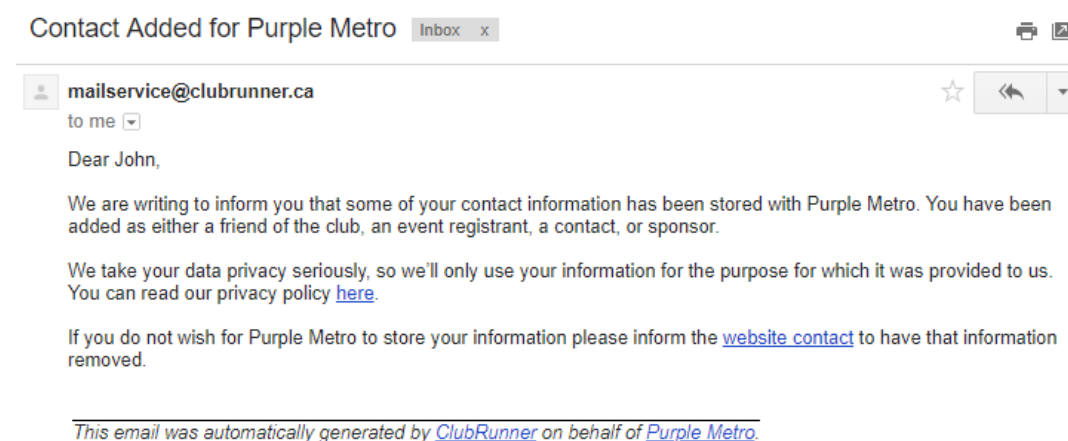 Contact Added for Purple Metro Inbox x
mailservice@clubrunner.ca
to me
Dear John,
We are writing to inform you that some of your contact information has been stored with Purple Metro. You have been
added as either a friend of the club, an event registrant, a contact, or sponsor.
We take your data privacy seriously, so we'll only use your information for the purpose for which it was provided to us.
You can read our privacy policy here.
If you do not wish for Purple Metro to store your information please inform the website contact to have that information
removed.
This email was automatically generated by ClubRunner on behalf of Purple Metro.